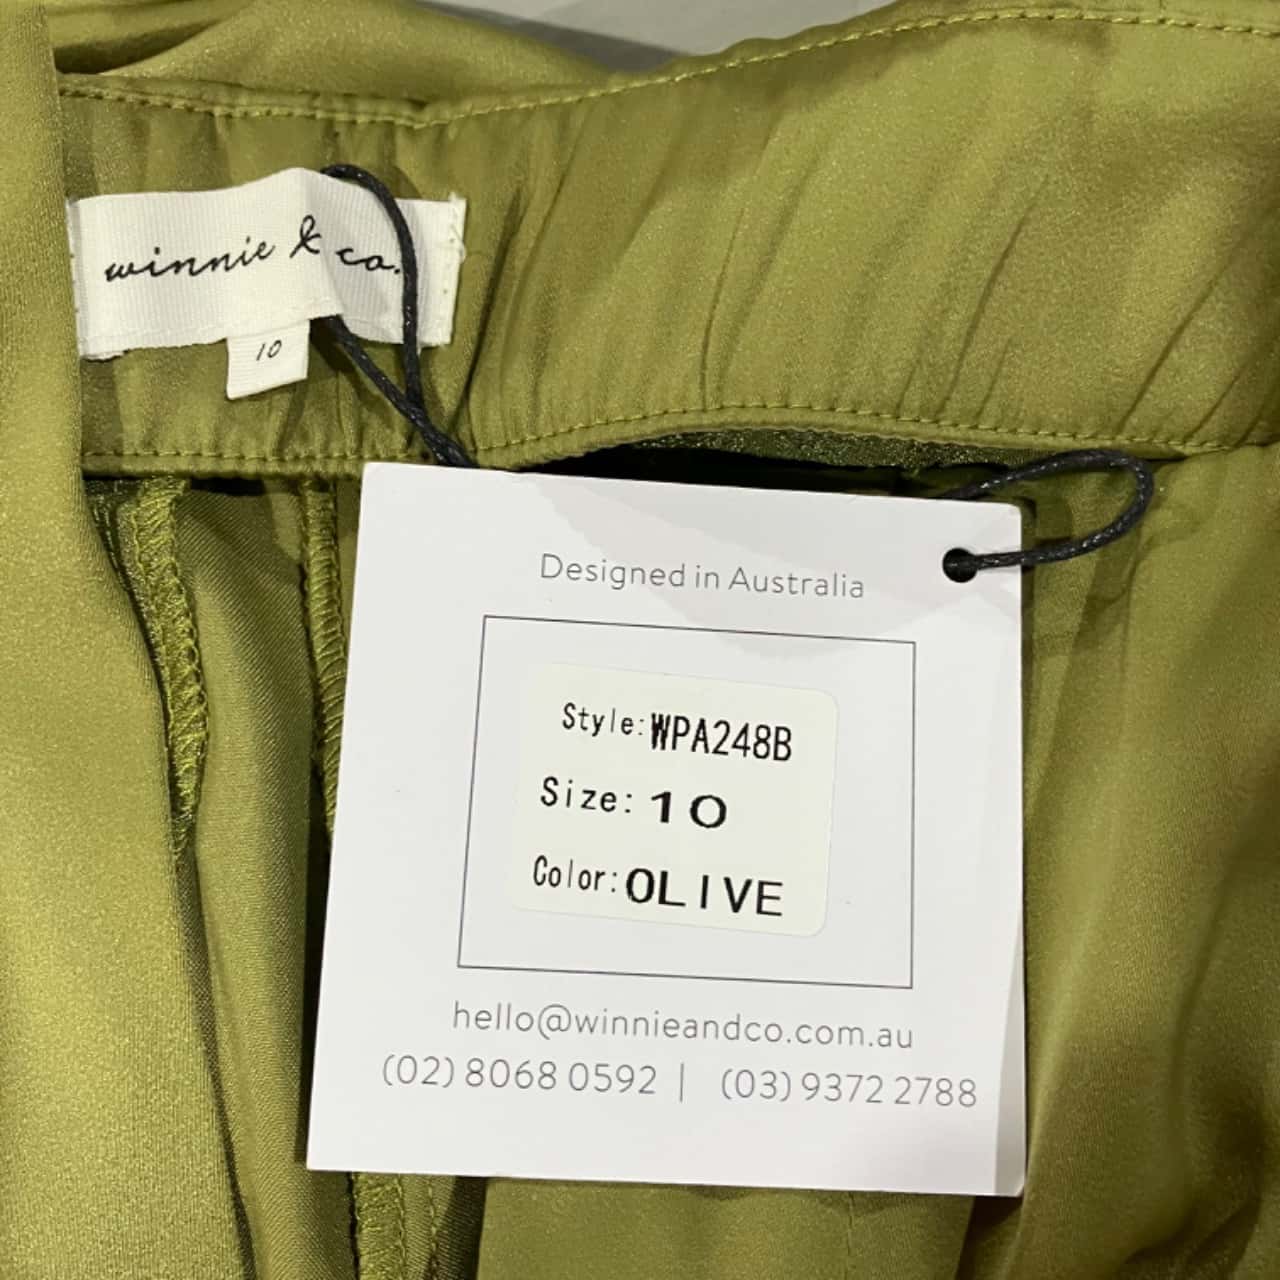 winnie & co.
10
Designed in Australia
Style:WPA248B
Size: 10
Color:OLIVE
hello@winnieandco.com.au
(02) 8068 0592 | (03) 9372 2788